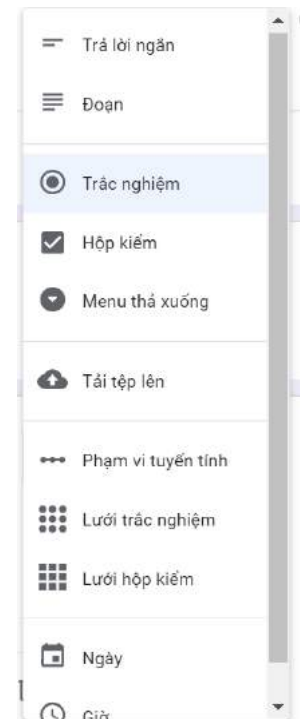 Trả lời ngắn
Đoạn
Trắc nghiệm
Hộp kiểm
Menu thả xuống
Tải tệp lên
Phạm vi tuyến tính
Lưới trắc nghiệm
Lưới hộp kiểm
Ngày
Giờ